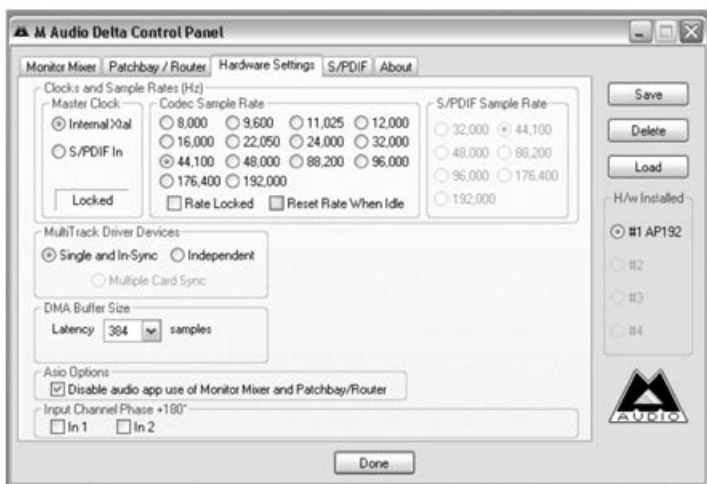 M Audio Delta Control Panel
Monitor Mixer Patchbay / Router Hardware Settings S/PDIF About
Clocks and Sample Rates (Hz)
Master Clock
Internal Xtal
S/PDIF In
Locked
Codec Sample Rate
8,000 9,600 11,025 12,000
16,000 22,050 24,000 32,000
44,100 48,000 88,200 96,000
176,400 192,000
Rate Locked Reset Rate When Idle
S/PDIF Sample Rate
32,000 44,100
48,000 88,200
96,000 176,400
192,000
MultiTrack Driver Devices
Single and In-Sync Independent
Multiple Card Sync
DMA Buffer Size
Latency 384 samples
Asio Options
Disable audio app use of Monitor Mixer and Patchbay/Router
Input Channel Phase +180°
In 1 In 2
Save
Delete
Load
H/w Installed
#1 AP192
#2
#3
#4
M AUDIO
Done